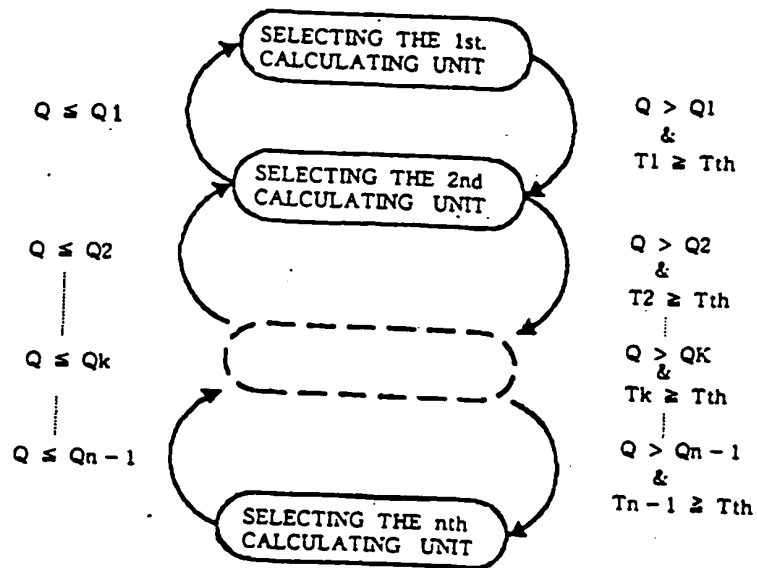 SELECTING THE 1st.
CALCULATING UNIT
Q ≦ Q1
Q > Q1
&
T1 ≧ Tth
SELECTING THE 2nd
CALCULATING UNIT
Q ≦ Q2
Q > Q2
&
T2 ≧ Tth
Q ≦ Qk
Q > QK
&
Tk ≧ Tth
Q ≦ Qn-1
Q > Qn-1
&
Tn-1 ≧ Tth
SELECTING THE nth
CALCULATING UNIT